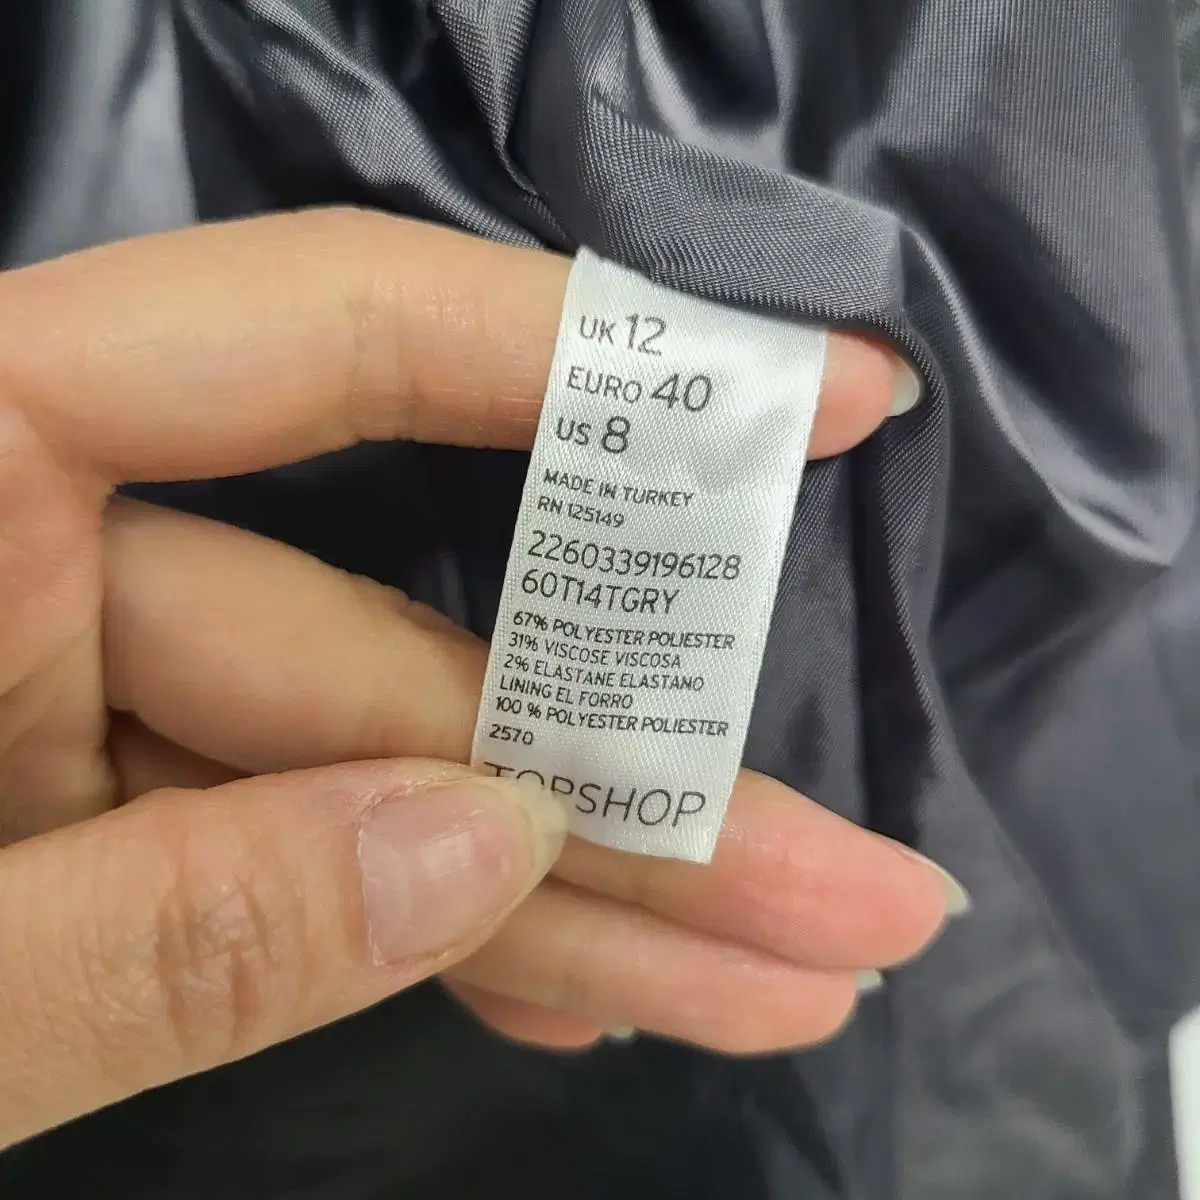 UK 12
EURO 40
US 8
MADE IN TURKEY
RN 125149
2260339196128
60T14TGRY
67% POLYESTER POLIESTER
31% VISCOSE VISCOSA
2% ELASTANE ELASTANO
LINING EL FORRO
100 % POLYESTER POLIESTER
2570
TOPSHOP